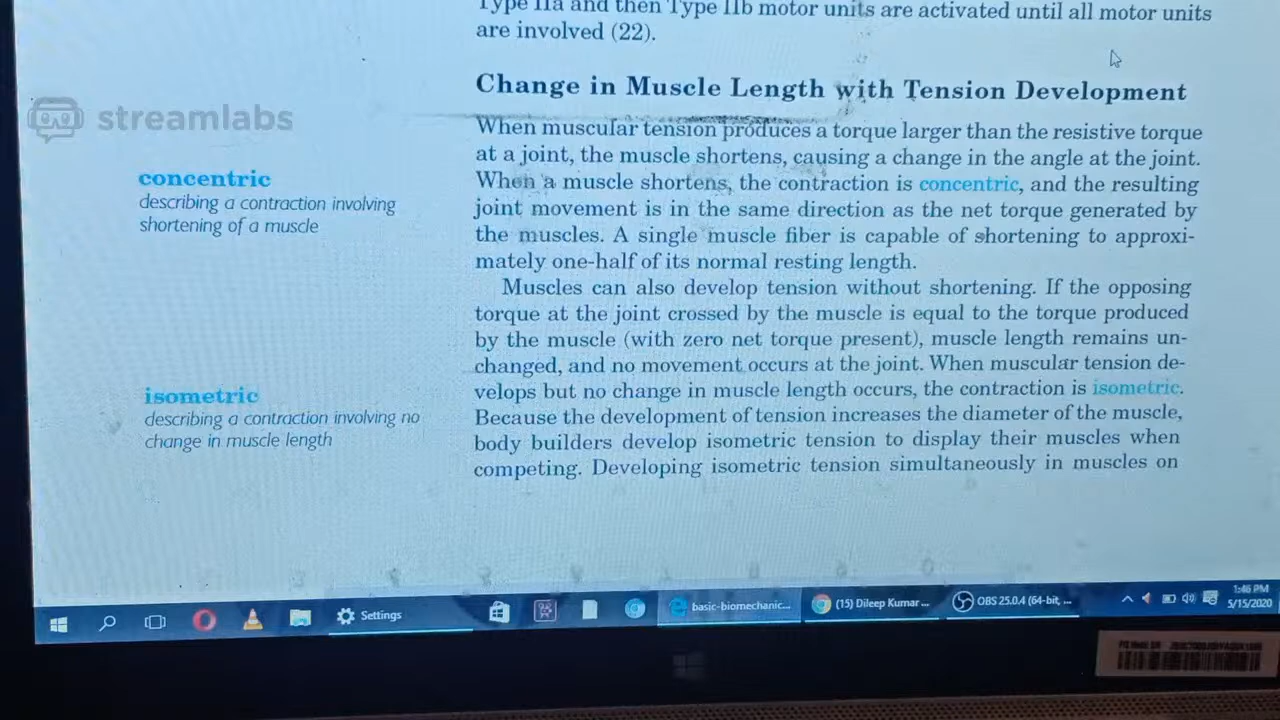 Type IIa and then Type IIb motor units are activated until all motor units
are involved (22).
Change in Muscle Length with Tension Development
streamlabs
When muscular tension produces a torque larger than the resistive torque
at a joint, the muscle shortens, causing a change in the angle at the joint.
When a muscle shortens, the contraction is concentric, and the resulting
joint movement is in the same direction as the net torque generated by
the muscles. A single muscle fiber is capable of shortening to approxi-
mately one-half of its normal resting length.
concentric
describing a contraction involving
shortening of a muscle
Muscles can also develop tension without shortening. If the opposing
torque at the joint crossed by the muscle is equal to the torque produced
by the muscle (with zero net torque present), muscle length remains un-
changed, and no movement occurs at the joint. When muscular tension de-
velops but no change in muscle length occurs, the contraction is isometric.
Because the development of tension increases the diameter of the muscle,
body builders develop isometric tension to display their muscles when
competing. Developing isometric tension simultaneously in muscles on
isometric
describing a contraction involving no
change in muscle length
Settings
basic-biomechanic...
(15) Dileep Kumar ...
OBS 25.0.4 (64-bit, ...
1:46 PM
5/15/2020